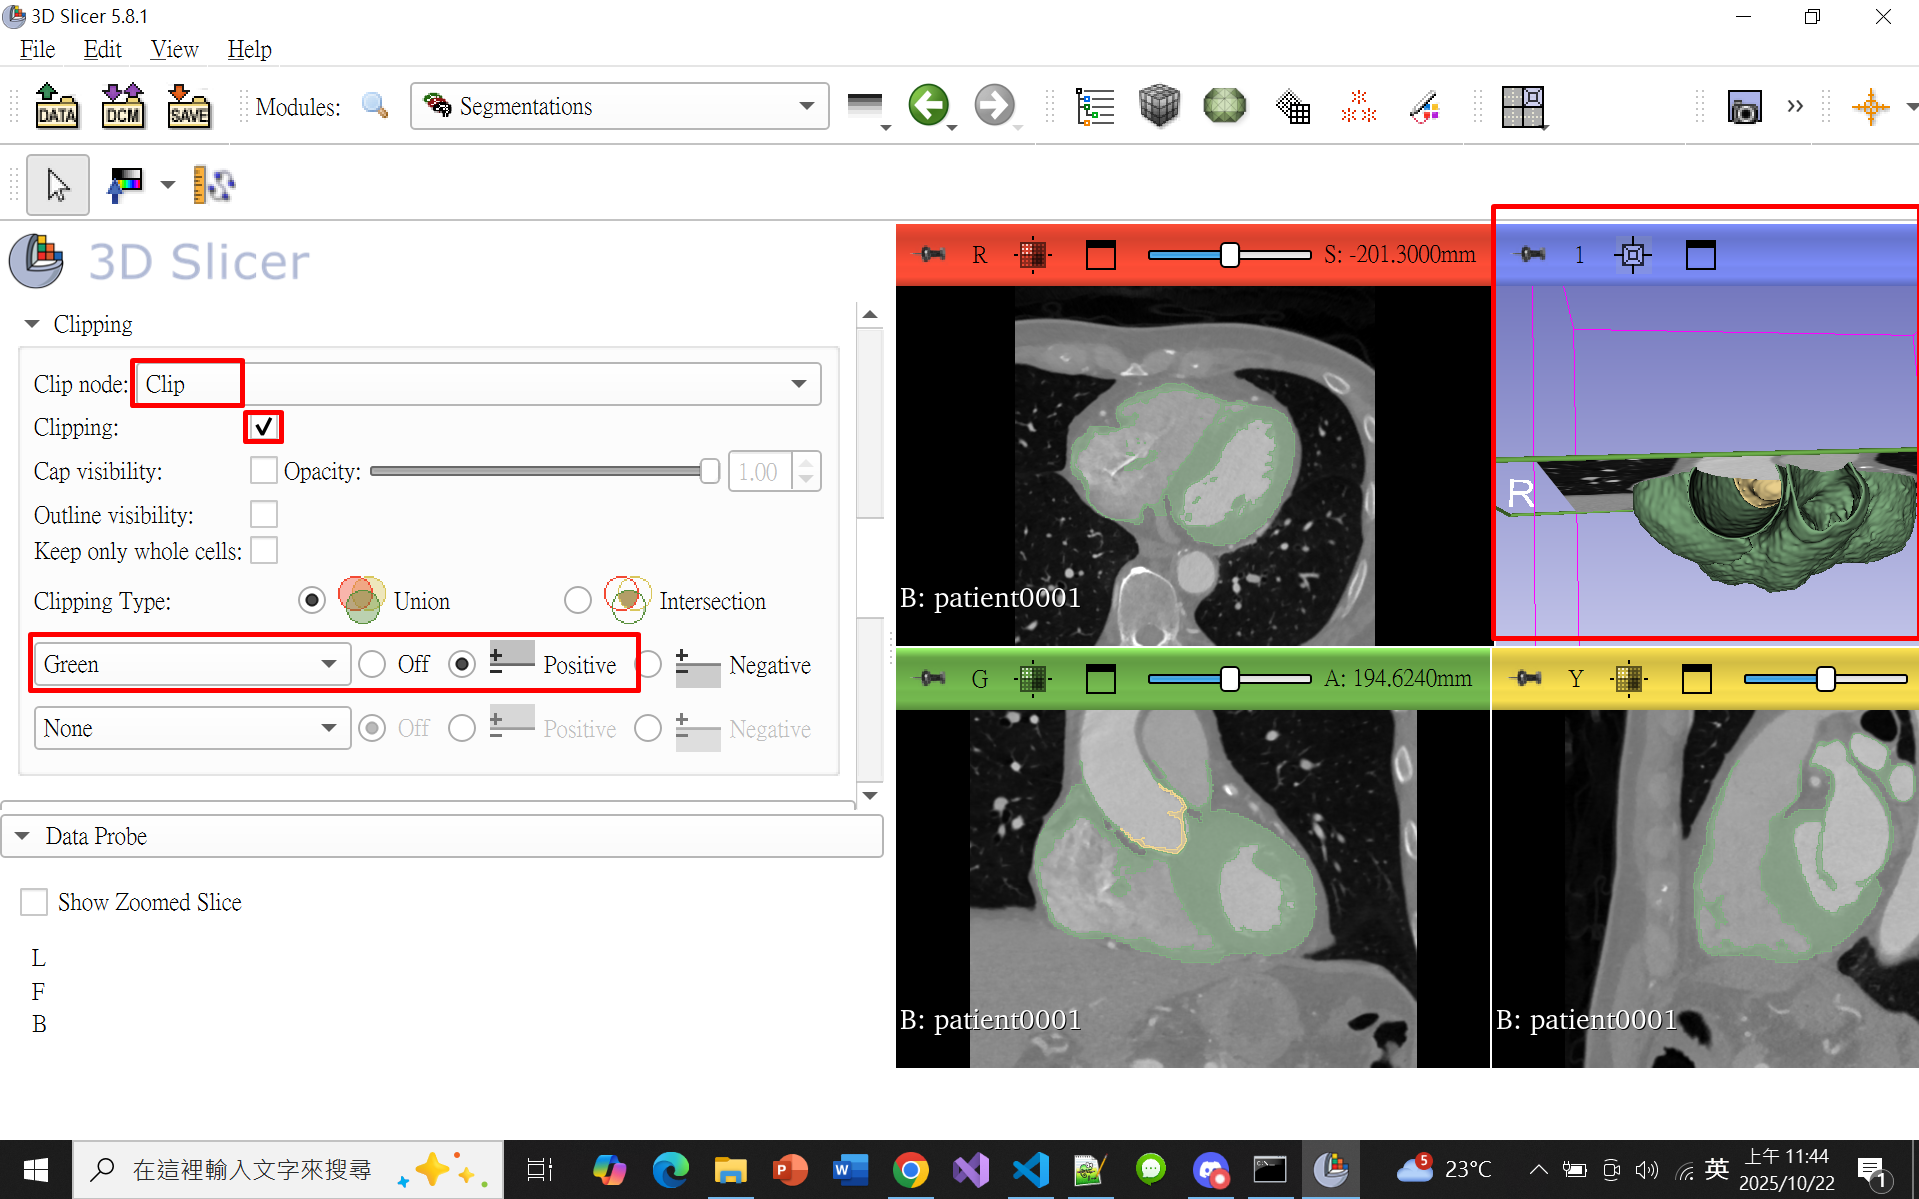 3D Slicer 5.8.1
File Edit View Help
DATA DCM SAVE Modules: Segmentations
3D Slicer
Clipping
Clip node: Clip
Clipping:
Cap visibility: Opacity: 1.00
Outline visibility:
Keep only whole cells:
Clipping Type: Union Intersection
Green Off Positive Negative
None Off Positive Negative
Data Probe
Show Zoomed Slice
L
F
B
R S: -201.3000mm
B: patient0001
1
R
G A: 194.6240mm
B: patient0001
Y
B: patient0001
在這裡輸入文字來搜尋
5
23°C
英
上午 11:44
2025/10/22
1